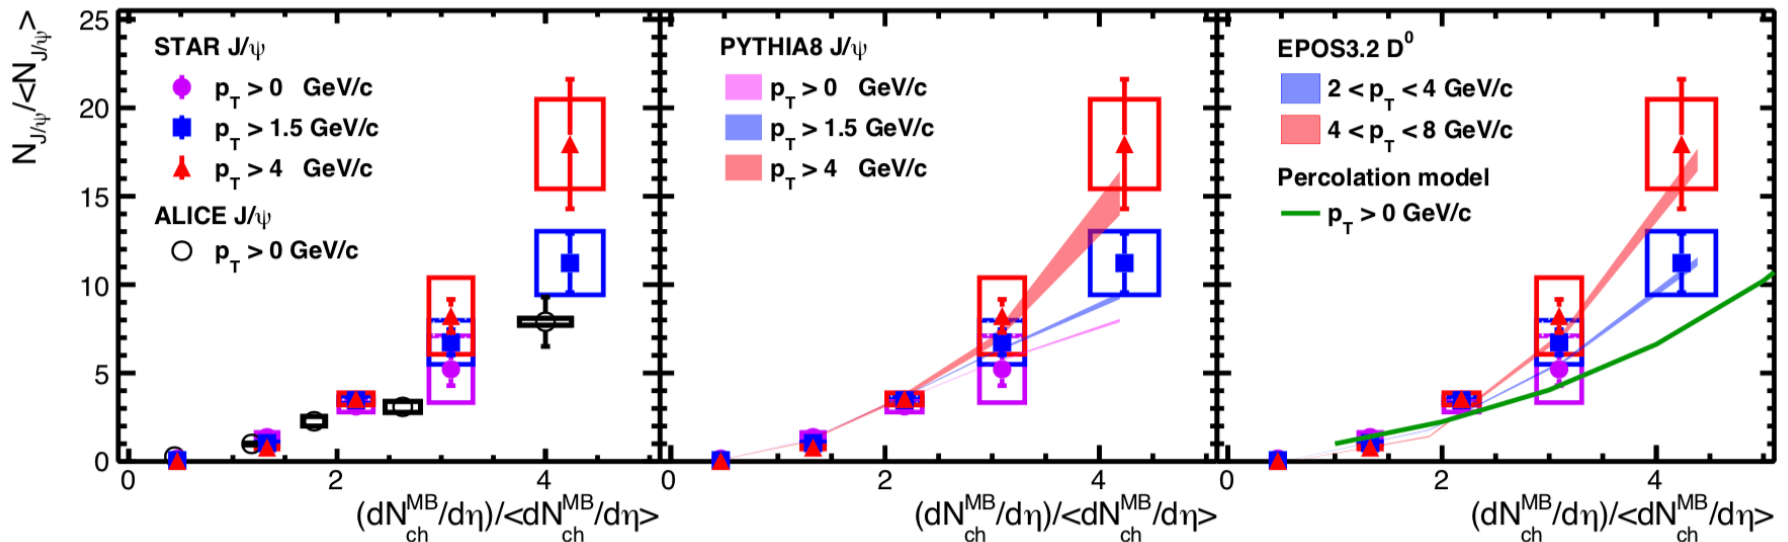 N_J/ψ/<N_J/ψ>
25
20
15
10
5
0
STAR J/ψ
p_T > 0 GeV/c
p_T > 1.5 GeV/c
p_T > 4 GeV/c
ALICE J/ψ
p_T > 0 GeV/c
0 2 4
(dN_ch^MB/dη)/<dN_ch^MB/dη>
PYTHIA8 J/ψ
p_T > 0 GeV/c
p_T > 1.5 GeV/c
p_T > 4 GeV/c
0 2 4
(dN_ch^MB/dη)/<dN_ch^MB/dη>
EPOS3.2 D^0
2 < p_T < 4 GeV/c
4 < p_T < 8 GeV/c
Percolation model
p_T > 0 GeV/c
0 2 4
(dN_ch^MB/dη)/<dN_ch^MB/dη>